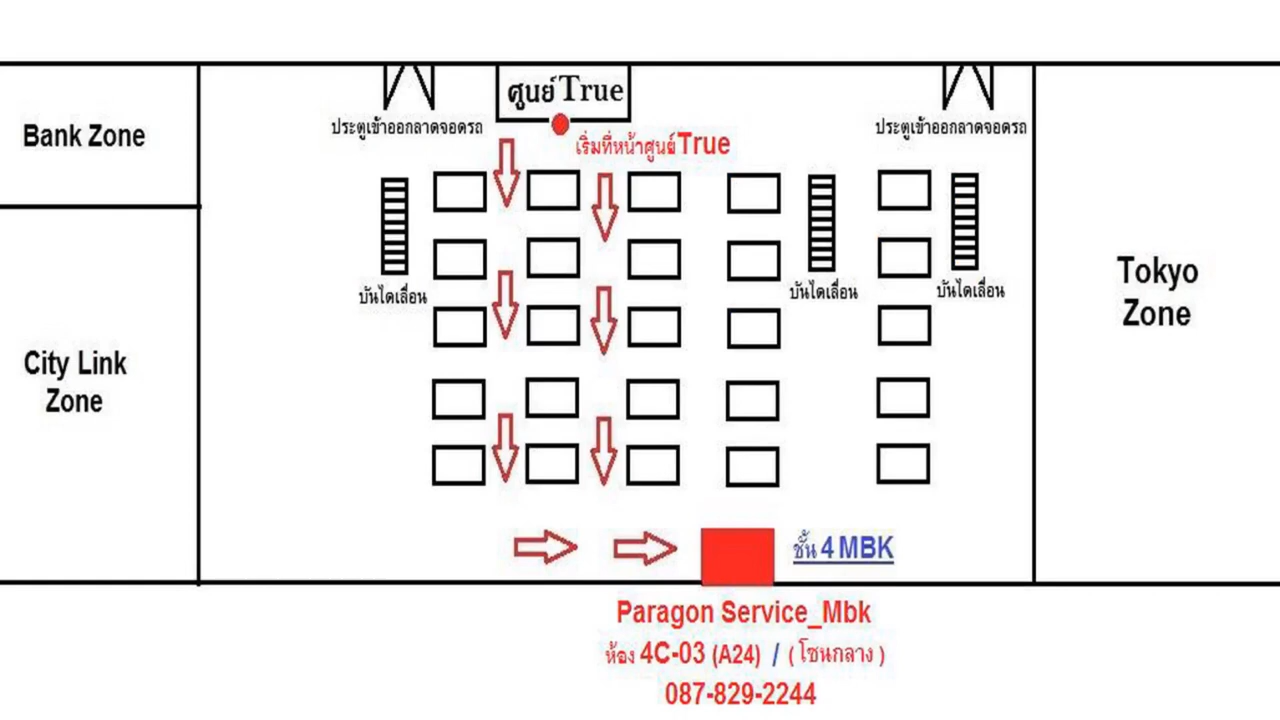 ศูนย์True
ประตูเข้าออกลาดจอดรถ
ประตูเข้าออกลาดจอดรถ
Bank Zone
เริ่มที่หน้าศูนย์True
บันไดเลื่อน
บันไดเลื่อน
บันไดเลื่อน
Tokyo
Zone
City Link
Zone
ชั้น 4 MBK
Paragon Service_Mbk
ห้อง 4C-03 (A24) / (โซนกลาง)
087-829-2244